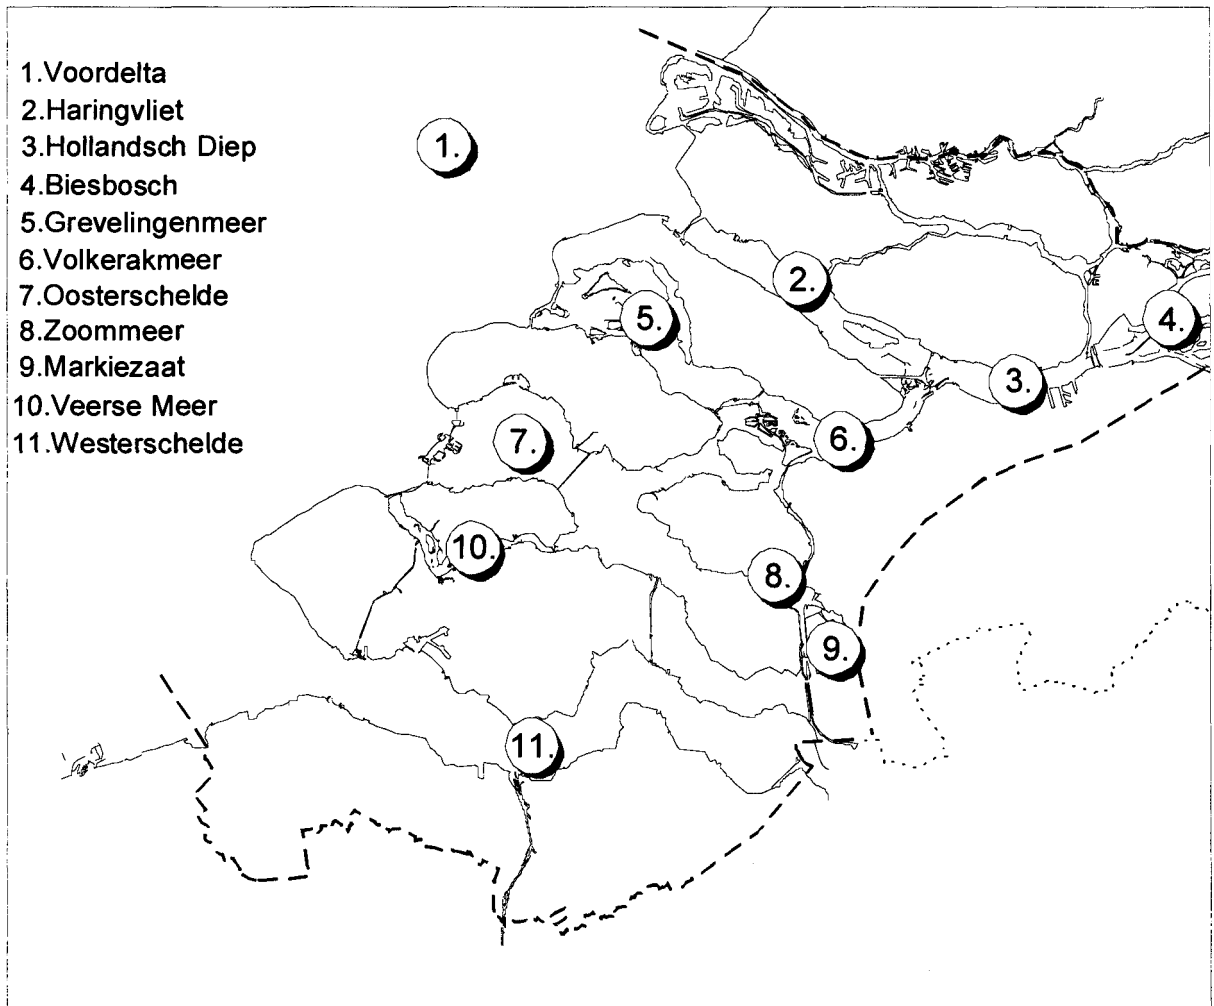 1.Voordelta
2.Haringvliet
3.Hollandsch Diep
4.Biesbosch
5.Grevelingenmeer
6.Volkerakmeer
7.Oosterschelde
8.Zoommeer
9.Markiezaat
10.Veerse Meer
11.Westerschelde
1.
2.
5.
4.
3.
7.
6.
10.
8.
9.
11.